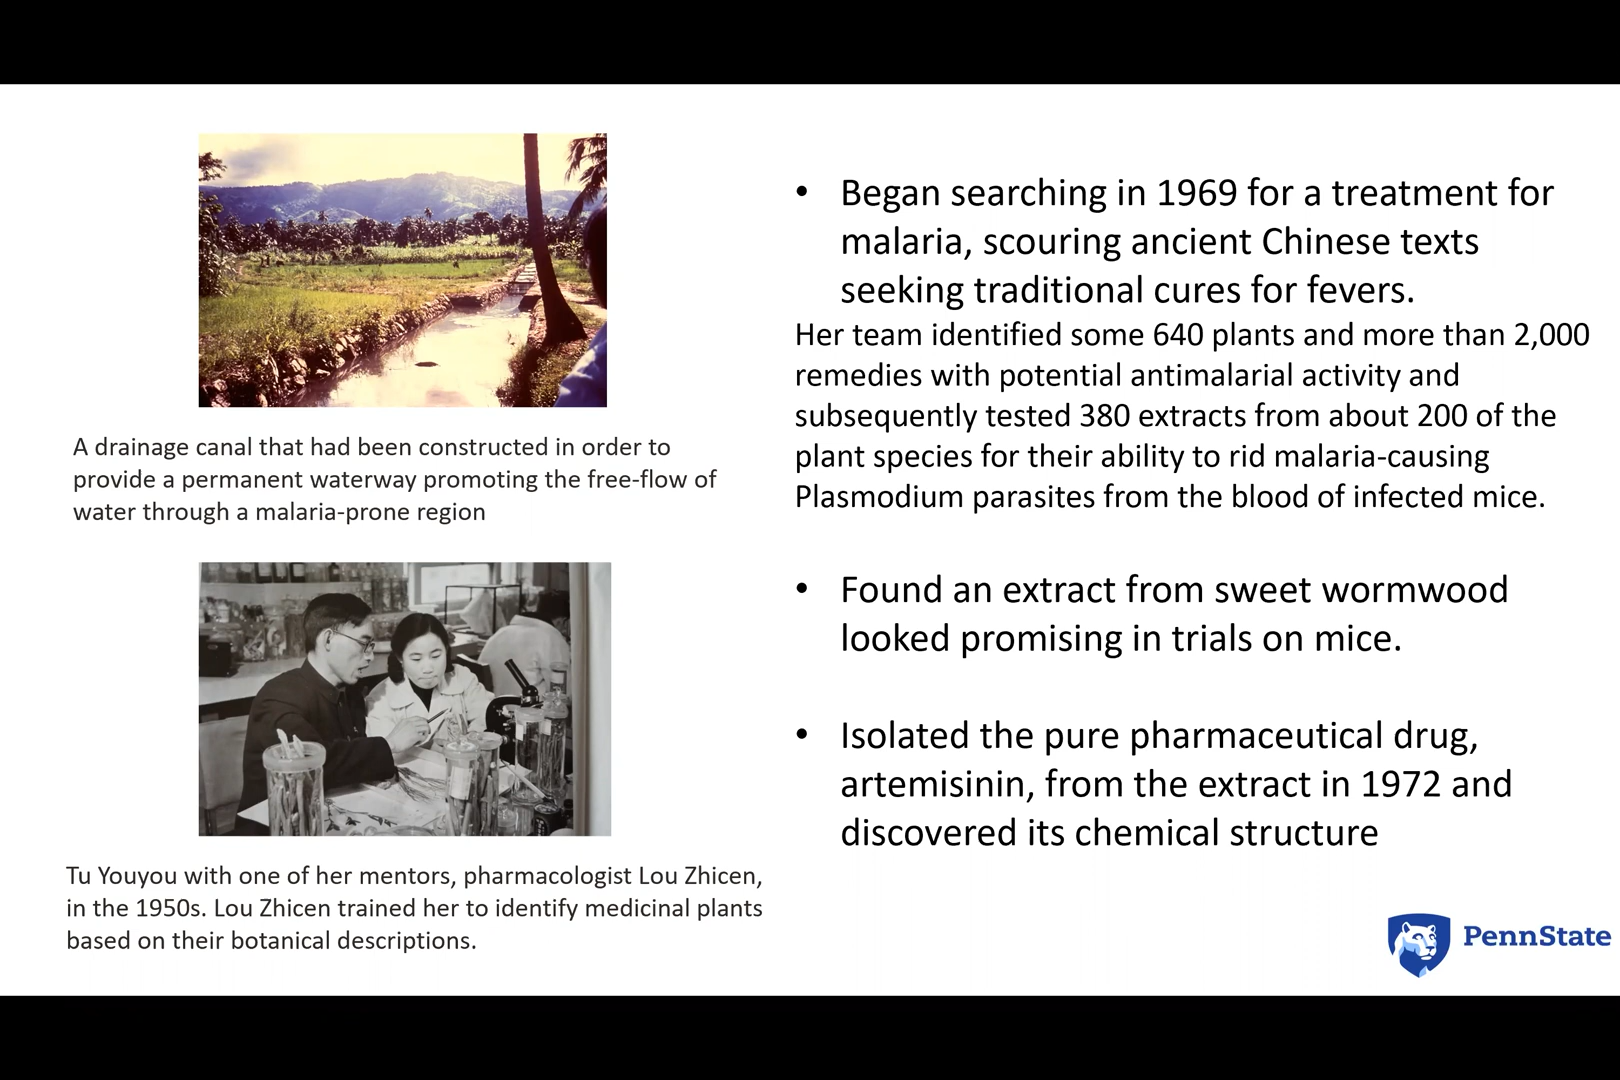 A drainage canal that had been constructed in order to
provide a permanent waterway promoting the free-flow of
water through a malaria-prone region
Tu Youyou with one of her mentors, pharmacologist Lou Zhicen,
in the 1950s. Lou Zhicen trained her to identify medicinal plants
based on their botanical descriptions.
• Began searching in 1969 for a treatment for
malaria, scouring ancient Chinese texts
seeking traditional cures for fevers.
Her team identified some 640 plants and more than 2,000
remedies with potential antimalarial activity and
subsequently tested 380 extracts from about 200 of the
plant species for their ability to rid malaria-causing
Plasmodium parasites from the blood of infected mice.
• Found an extract from sweet wormwood
looked promising in trials on mice.
• Isolated the pure pharmaceutical drug,
artemisinin, from the extract in 1972 and
discovered its chemical structure
PennState